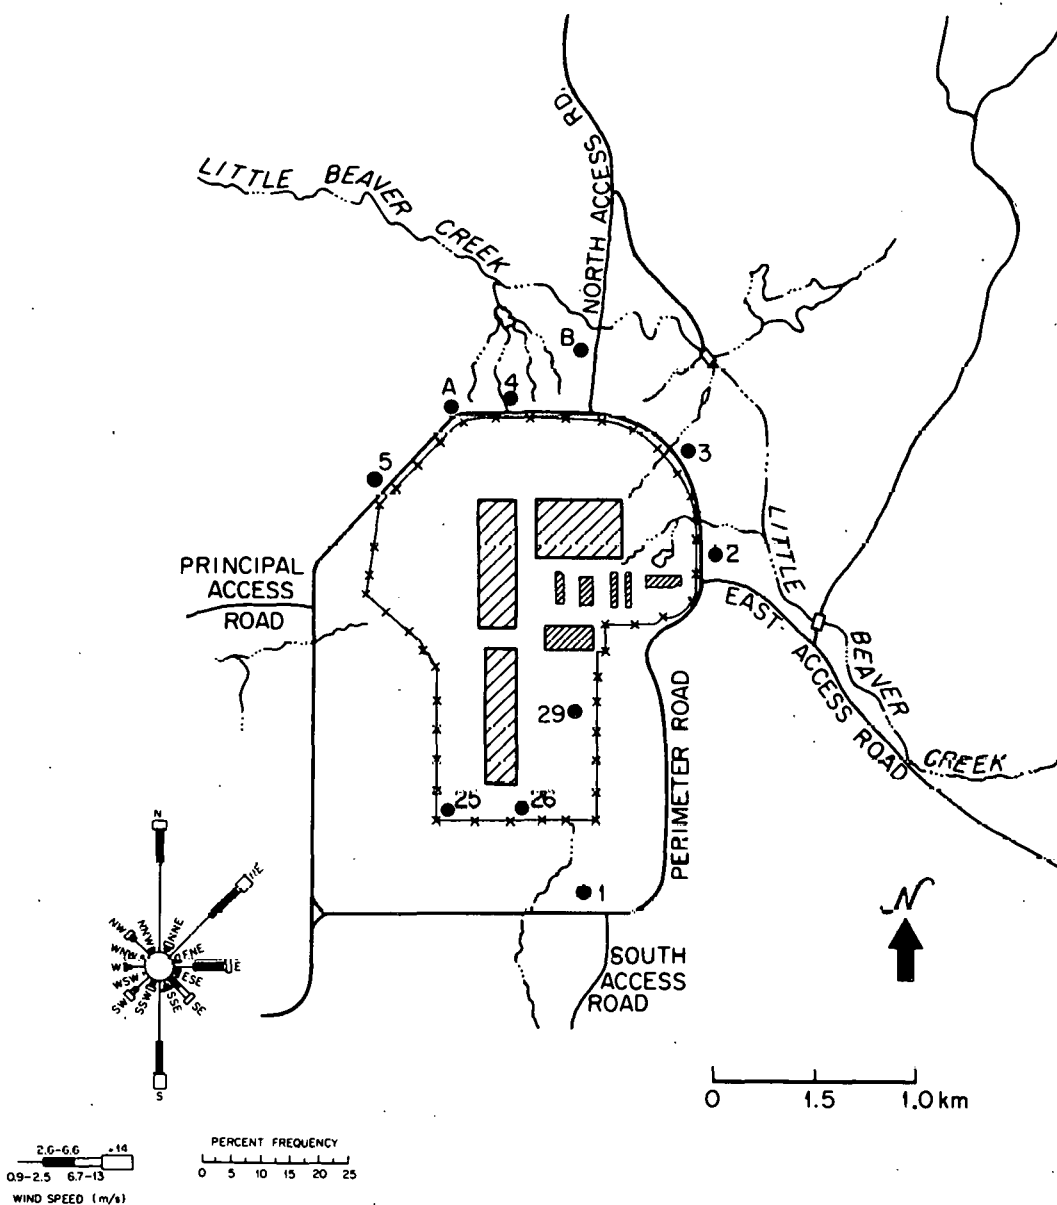 NORTH ACCESS RD.
LITTLE BEAVER CREEK
B
A
4
5
3
PRINCIPAL
ACCESS
ROAD
2
LITTLE
BEAVER
CREEK
EAST ACCESS ROAD
29
25
26
PERIMETER ROAD
1
SOUTH
ACCESS
ROAD
N
N
NE
NNE
NNW
NW
WNW
W
WSW
SW
SSW
SSE
SE
ESE
E
S
0 1.5 1.0 km
2.6-6.6
0.9-2.5 6.7-13
WIND SPEED (m/s)
PERCENT FREQUENCY
0 5 10 15 20 25